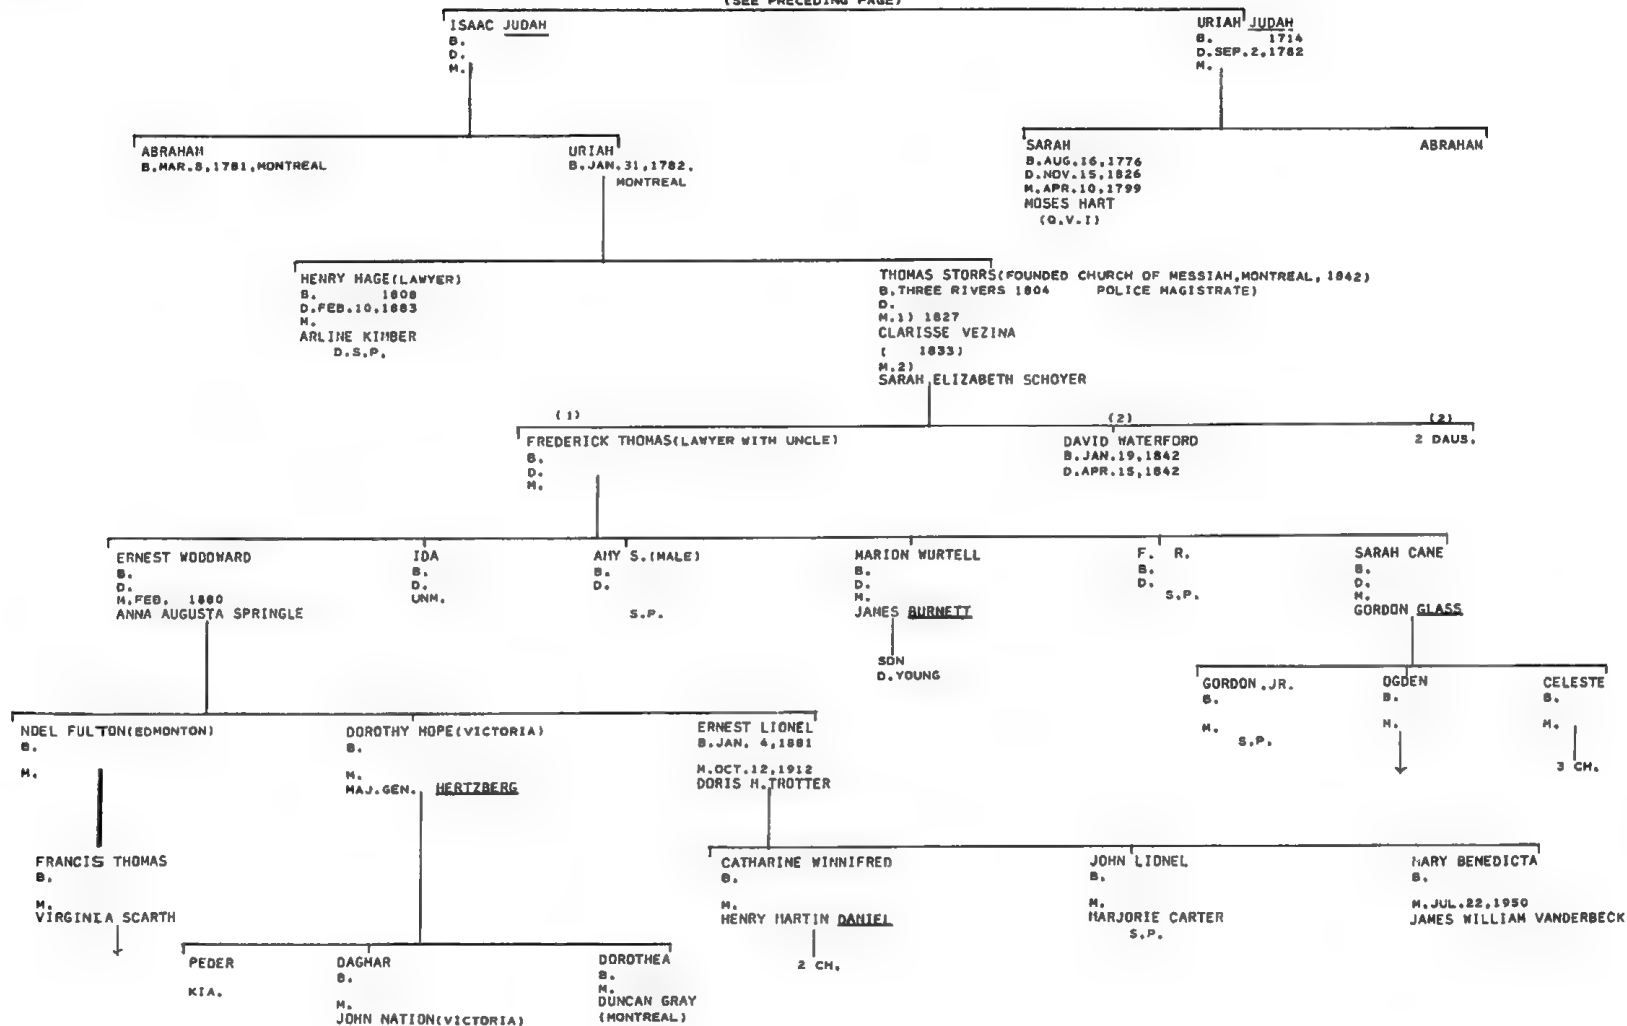 (SEE PRECEDING PAGE)
ISAAC JUDAH
B.
D.
M.
URIAH JUDAH
B. 1714
D.SEP.2,1782
M.
ABRAHAM
B.MAR.8,1781,MONTREAL
URIAH
B.JAN.31,1782.
MONTREAL
SARAH
B.AUG.16,1776
D.NOV.15,1826
M.APR.10,1799
MOSES HART
(Q.V.I)
ABRAHAM
HENRY HAGE(LAWYER)
B. 1808
D.FEB.10,1883
M.
ARLINE KIMBER
D.S.P.
THOMAS STORRS(FOUNDED CHURCH OF MESSIAH,MONTREAL, 1842)
B.THREE RIVERS 1804 POLICE MAGISTRATE)
D.
M.1) 1827
CLARISSE VEZINA
( 1833)
M.2)
SARAH ELIZABETH SCHOYER
(1)
FREDERICK THOMAS(LAWYER WITH UNCLE)
B.
D.
M.
(2)
DAVID WATERFORD
B.JAN.19,1842
D.APR.15,1842
(2)
2 DAUS.
ERNEST WOODWARD
B.
D.
M.FEB. 1880
ANNA AUGUSTA SPRINGLE
IDA
B.
D.
UNM.
AMY S.(MALE)
B.
D.
S.P.
MARION WURTELL
B.
D.
M.
JAMES BURNETT
SON
D.YOUNG
F. R.
B.
D.
S.P.
SARAH CANE
B.
D.
M.
GORDON GLASS
GORDON.JR.
B.
M.
S.P.
OGDEN
B.
M.
CELESTE
B.
M.
3 CH.
NOEL FULTON(EDMONTON)
B.
M.
DOROTHY HOPE(VICTORIA)
B.
M.
MAJ.GEN. HERTZBERG
ERNEST LIONEL
B.JAN. 4,1881
M.OCT.12,1912
DORIS H.TROTTER
FRANCIS THOMAS
B.
M.
VIRGINIA SCARTH
CATHARINE WINNIFRED
B.
M.
HENRY MARTIN DANIEL
2 CH.
JOHN LIONEL
B.
M.
MARJORIE CARTER
S.P.
MARY BENEDICTA
B.
M.JUL.22,1950
JAMES WILLIAM VANDERBECK
PEDER
KIA.
DAGMAR
B.
M.
JOHN NATION(VICTORIA)
DOROTHEA
B.
M.
DUNCAN GRAY
(MONTREAL)